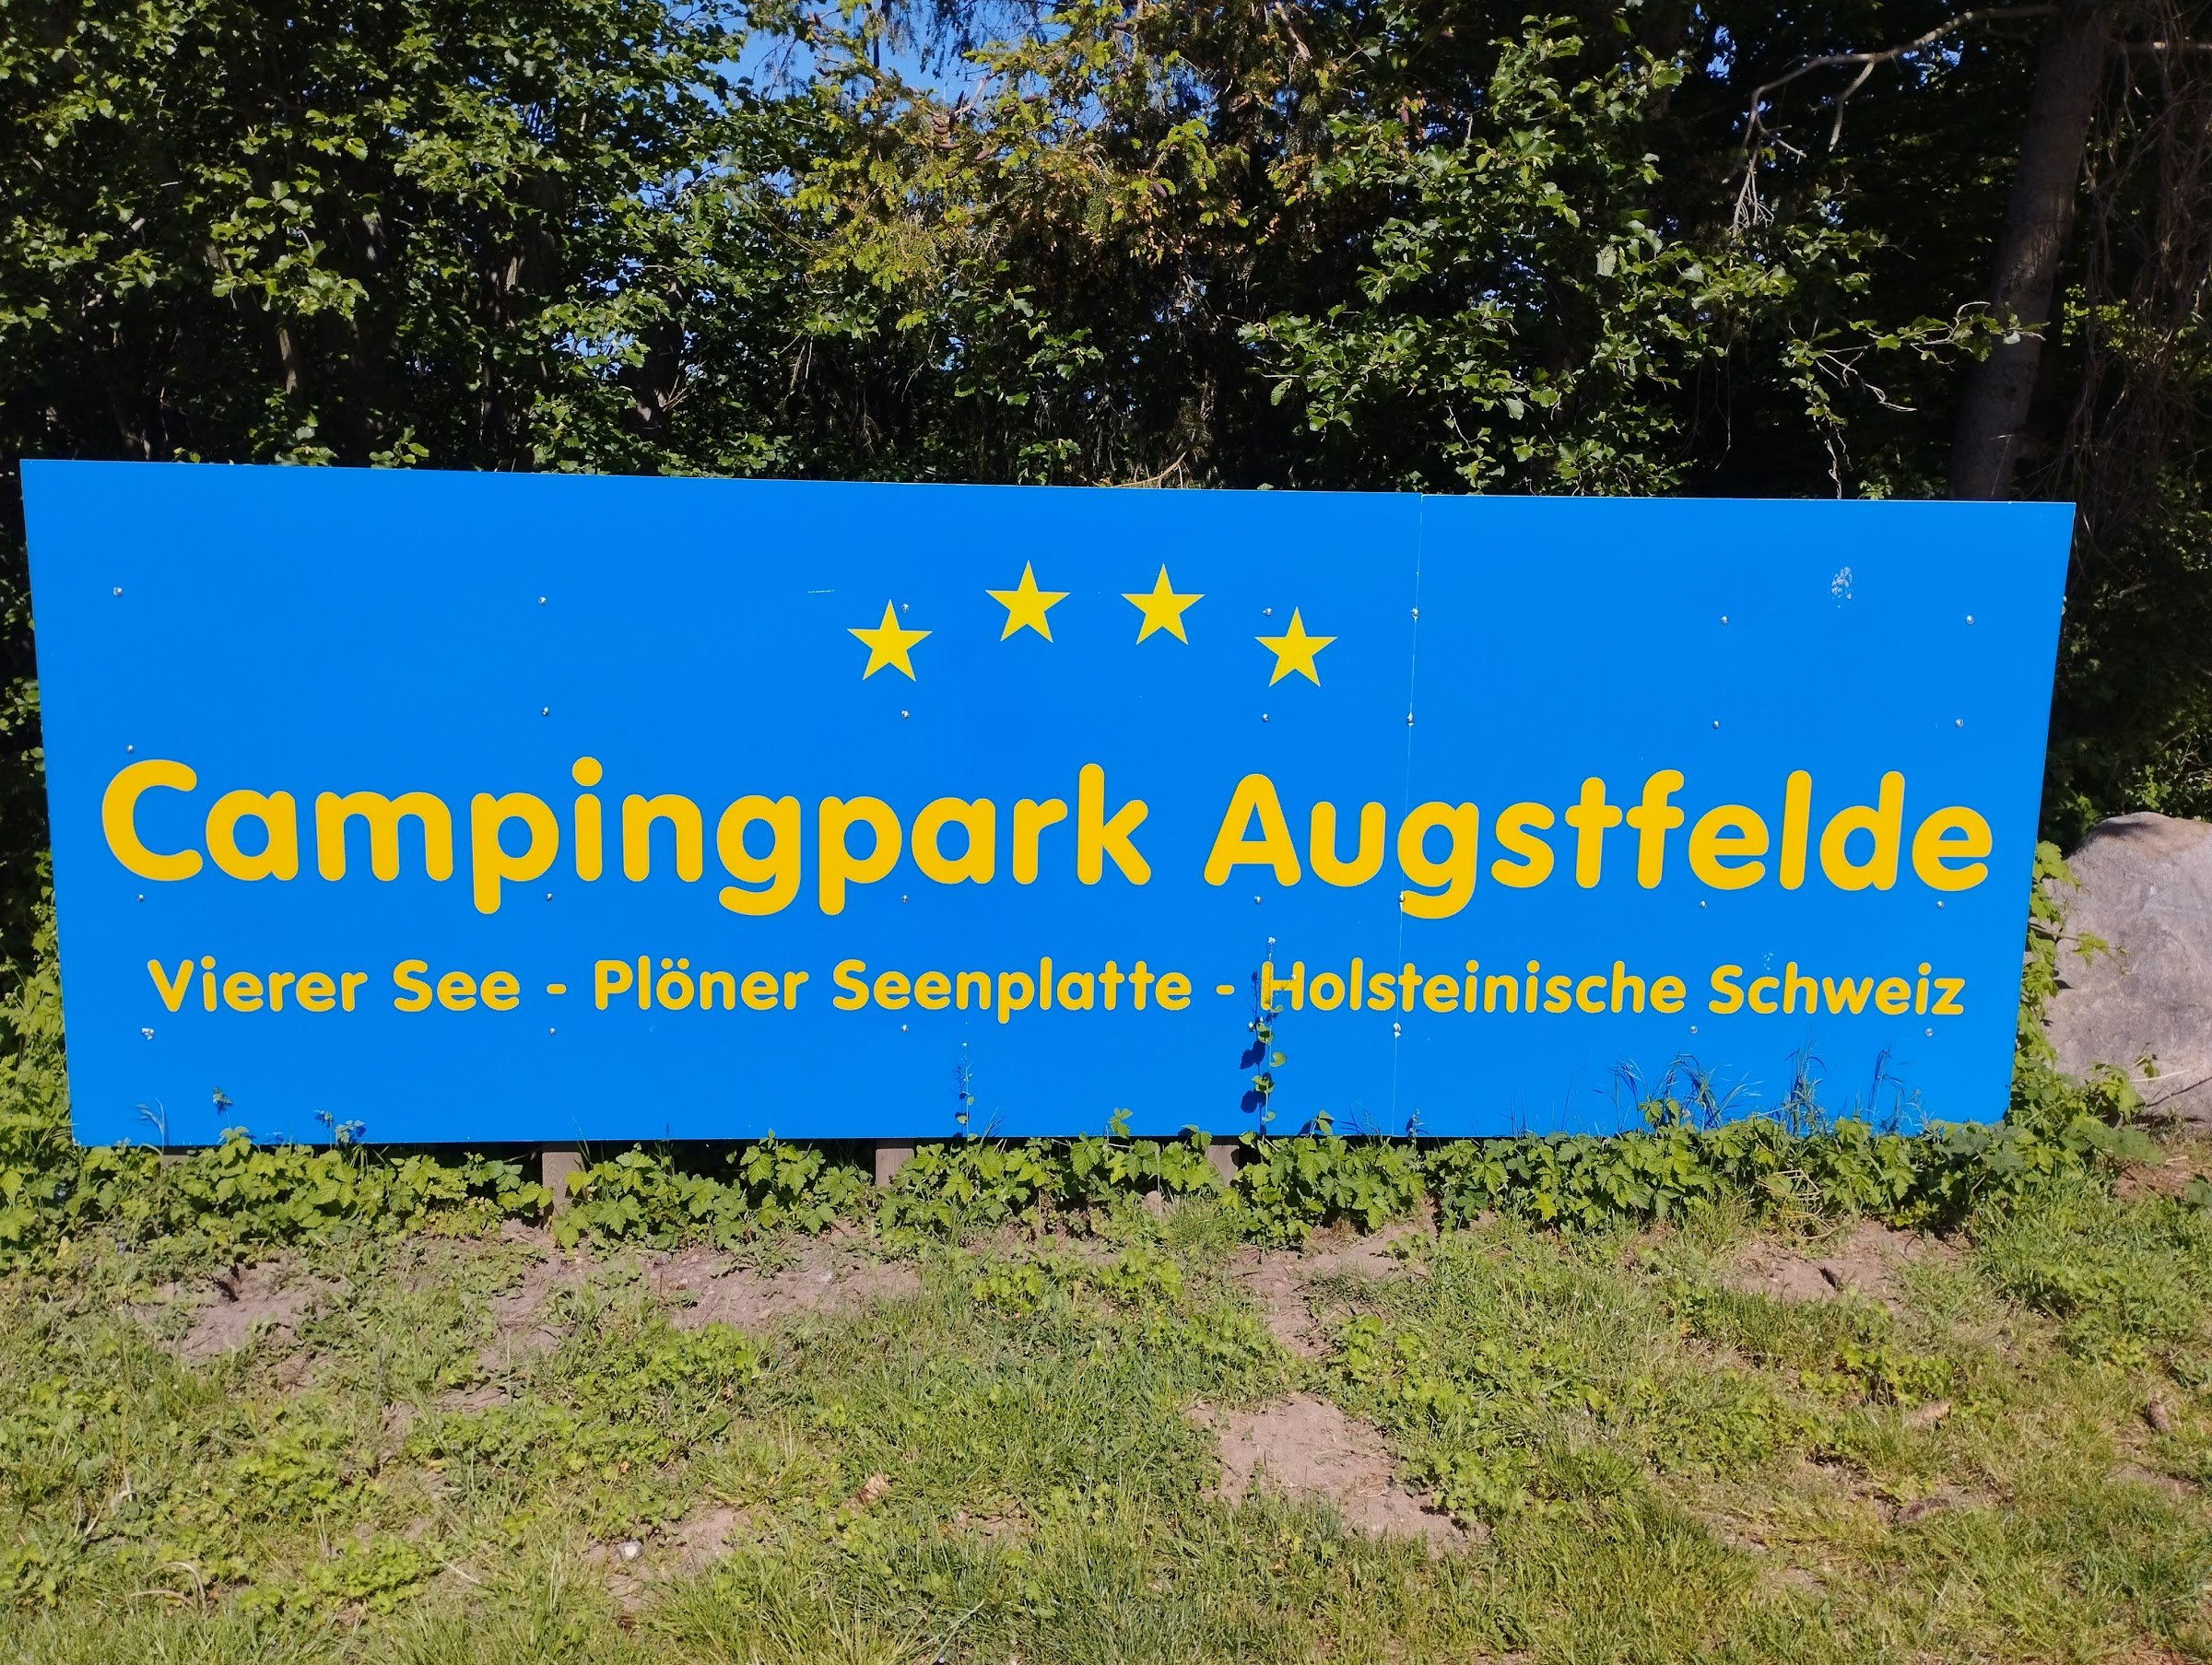 Campingpark Augstfelde
Vierer See - Plöner Seenplatte - Holsteinische Schweiz